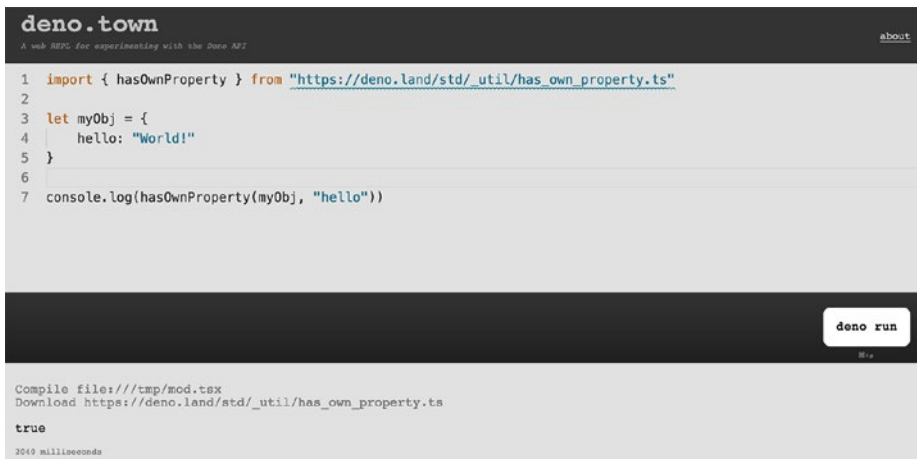 deno.town
A web REPL for experimenting with the Deno API
about
1 import { hasOwnProperty } from "https://deno.land/std/_util/has_own_property.ts"
2
3 let myObj = {
4 hello: "World!"
5 }
6
7 console.log(hasOwnProperty(myObj, "hello"))
deno run
Compile file:///tmp/mod.tsx
Download https://deno.land/std/_util/has_own_property.ts
true
2040 milliseconds